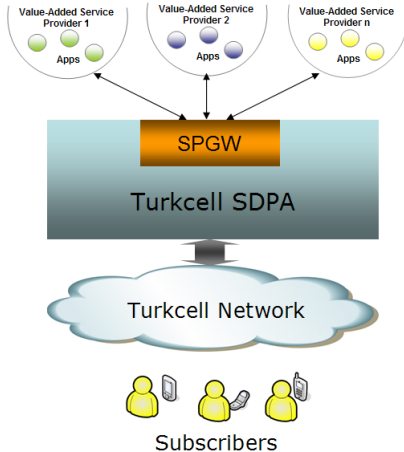 Value-Added Service
Provider 1
Apps
Value-Added Service
Provider 2
Apps
Value-Added Service
Provider n
Apps
SPGW
Turkcell SDPA
Turkcell Network
Subscribers